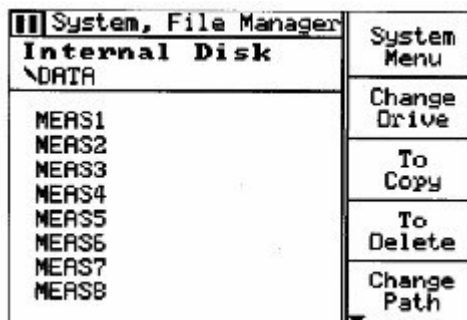 System, File Manager
Internal Disk
\DATA
MEAS1
MEAS2
MEAS3
MEAS4
MEAS5
MEAS6
MEAS7
MEAS8
System
Menu
Change
Drive
To
Copy
To
Delete
Change
Path